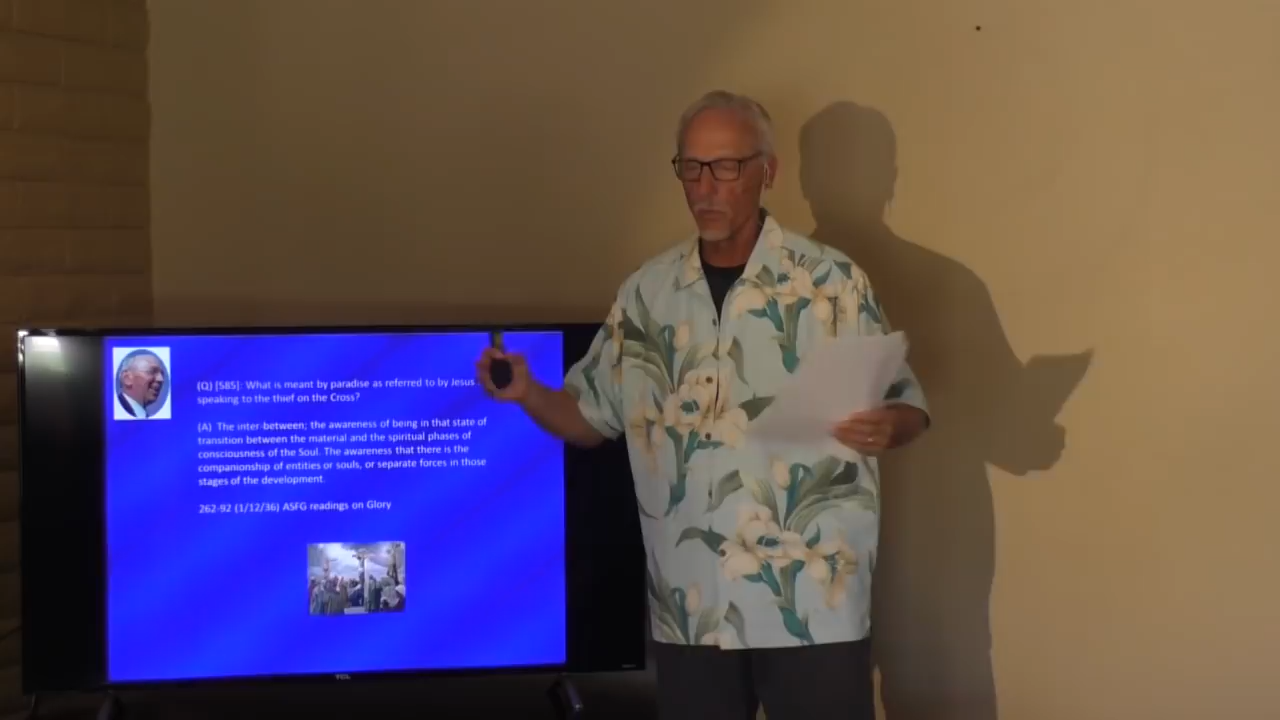 (Q) [585]: What is meant by paradise as referred to by Jesus
speaking to the thief on the Cross?
(A) The inter-between; the awareness of being in that state of
transition between the material and the spiritual phases of
consciousness of the Soul. The awareness that there is the
companionship of entities or souls, or separate forces in those
stages of the development.
262-92 (1/12/36) ASFG readings on Glory
TCL